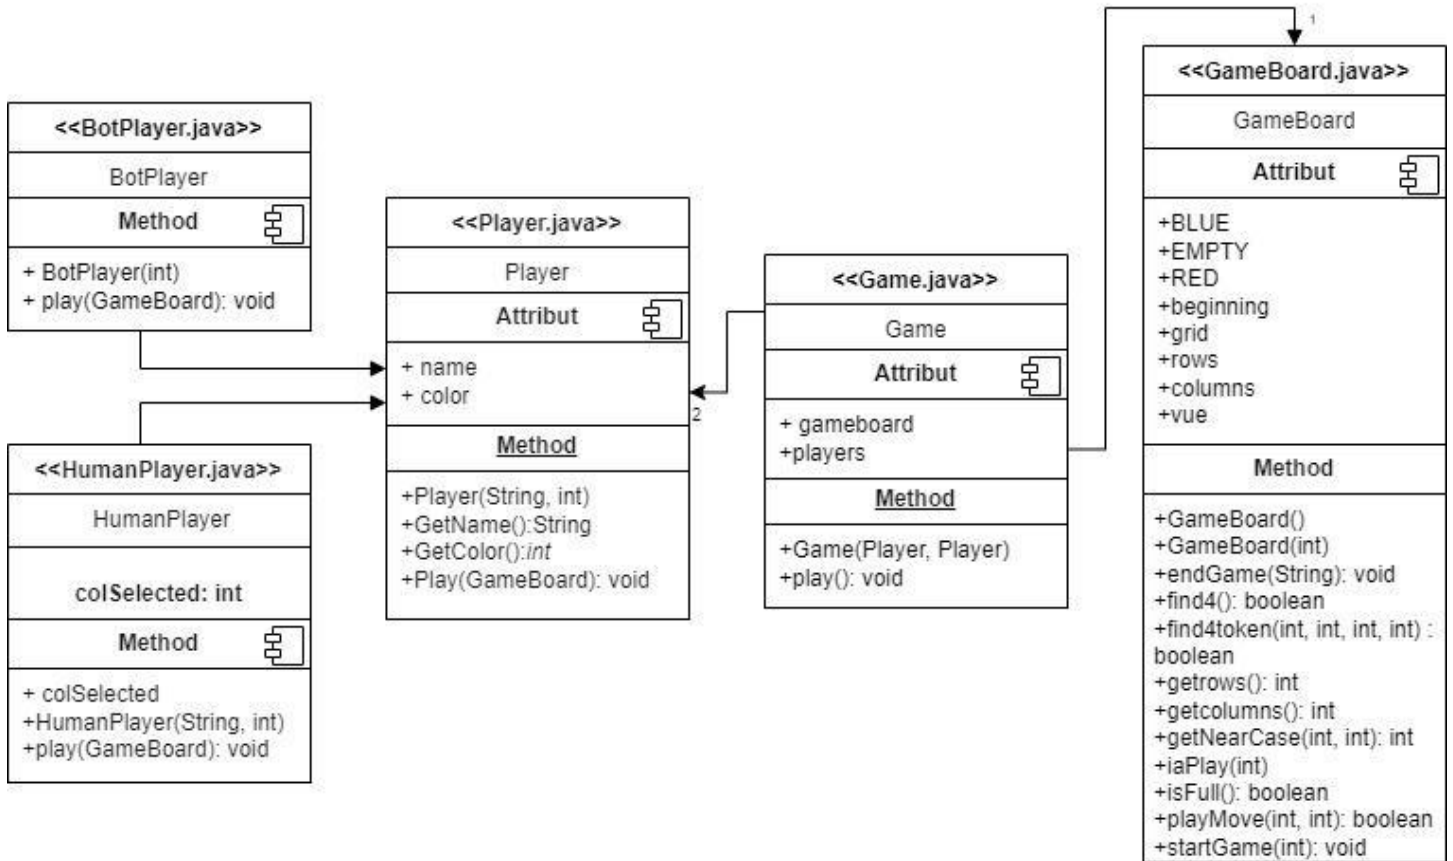 <<BotPlayer.java>>
BotPlayer
Method
+ BotPlayer(int)
+ play(GameBoard): void
<<HumanPlayer.java>>
HumanPlayer
colSelected: int
Method
+ colSelected
+HumanPlayer(String, int)
+play(GameBoard): void
<<Player.java>>
Player
Attribut
+ name
+ color
Method
+Player(String, int)
+GetName():String
+GetColor():int
+Play(GameBoard): void
2
<<Game.java>>
Game
Attribut
+ gameboard
+players
Method
+Game(Player, Player)
+play(): void
1
<<GameBoard.java>>
GameBoard
Attribut
+BLUE
+EMPTY
+RED
+beginning
+grid
+rows
+columns
+vue
Method
+GameBoard()
+GameBoard(int)
+endGame(String): void
+find4(): boolean
+find4token(int, int, int, int) :
boolean
+getrows(): int
+getcolumns(): int
+getNearCase(int, int): int
+iaPlay(int)
+isFull(): boolean
+playMove(int, int): boolean
+startGame(int): void